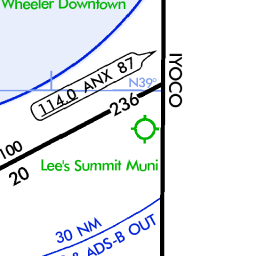 Wheeler Downtown
IYOCO
114.0 ANX 87
N39°
236
100
20
Lee's Summit Muni
30 NM
& ADS-B OUT